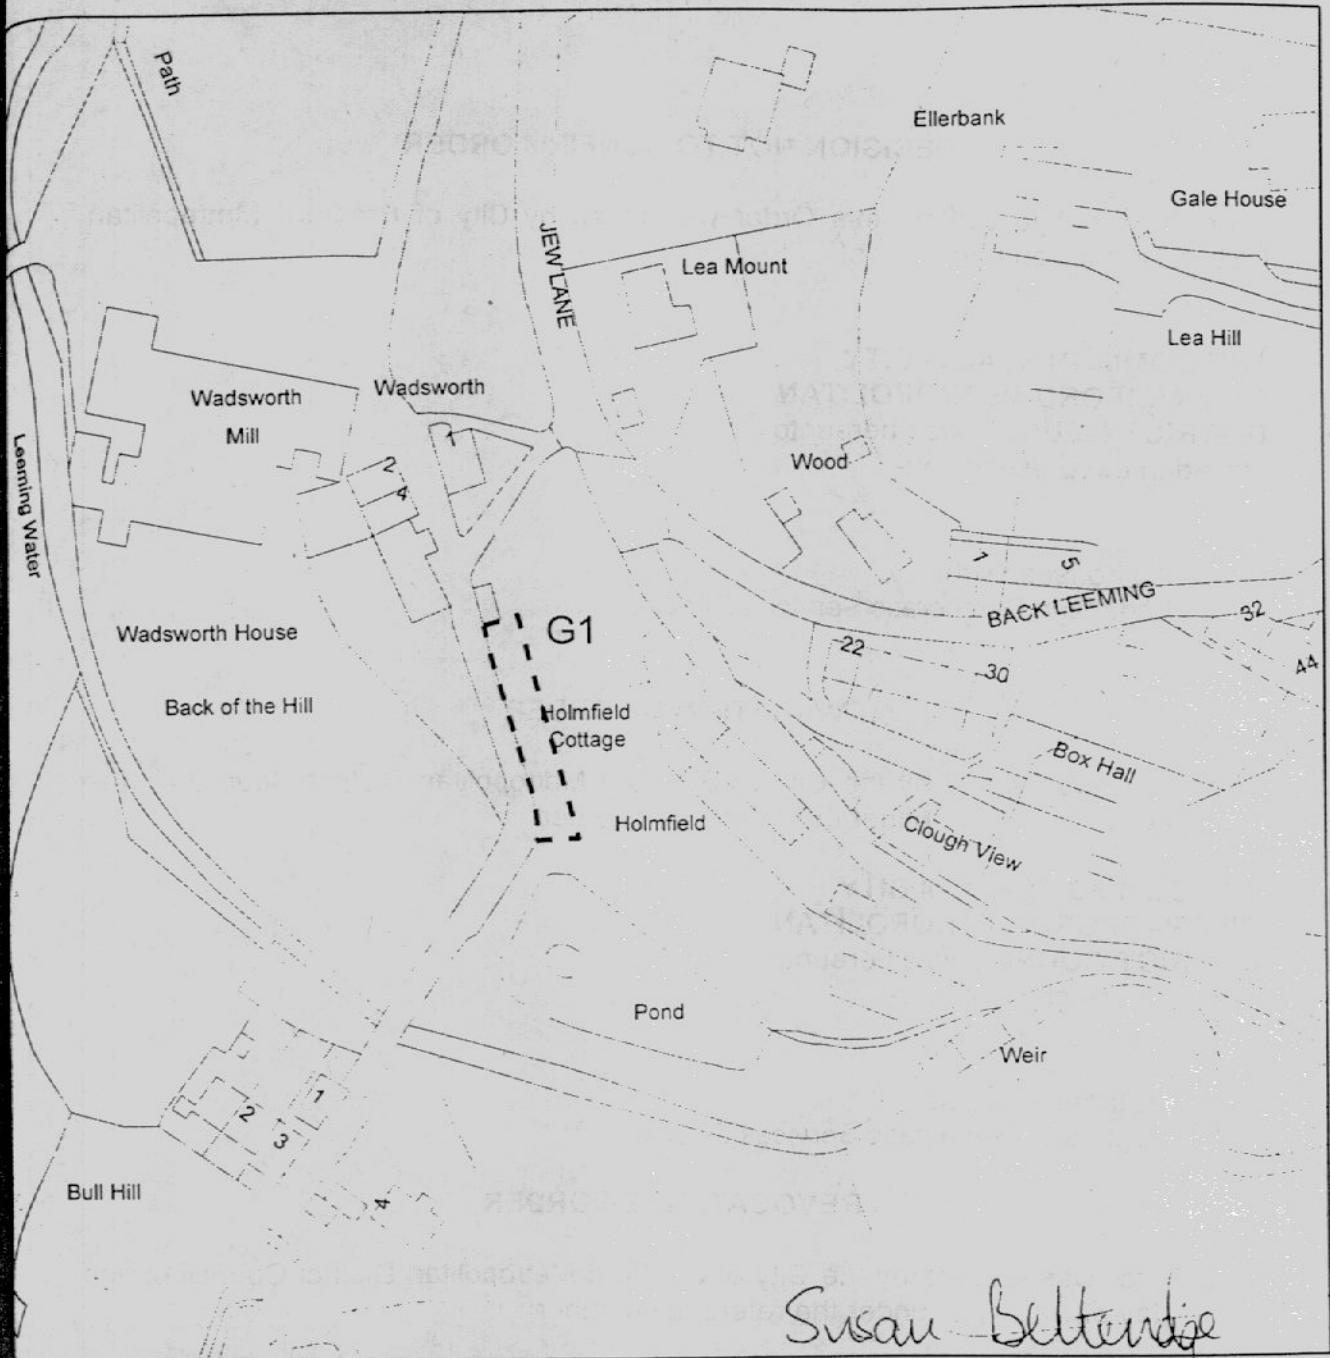 Path
Ellerbank
Gale House
JEW LANE
Lea Mount
Lea Hill
Wadsworth
Mill
Wadsworth
1
2
4
Wood
Leeming Water
1
5
BACK LEEMING
32
44
22
30
Wadsworth House
G1
Back of the Hill
Holmfield
Cottage
Box Hall
Holmfield
Clough View
Pond
Weir
1
2
3
4
Bull Hill
Susan